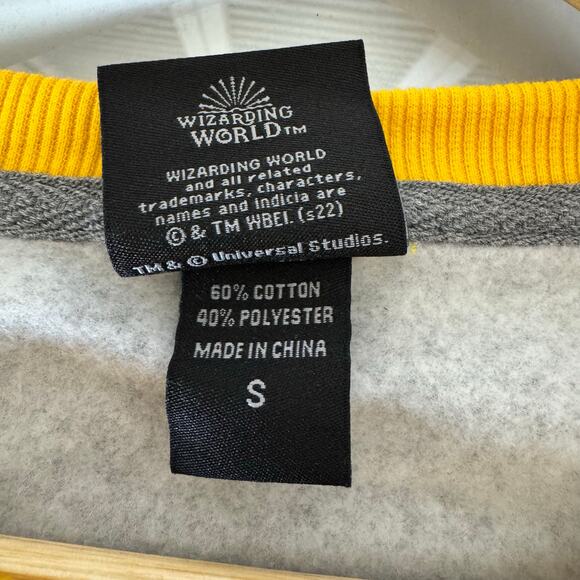 WIZARDING
WORLD™
WIZARDING WORLD
and all related
trademarks, characters,
names and indicia are
© & TM WBEI. (s22)
TM & © Universal Studios.
60% COTTON
40% POLYESTER
MADE IN CHINA
S